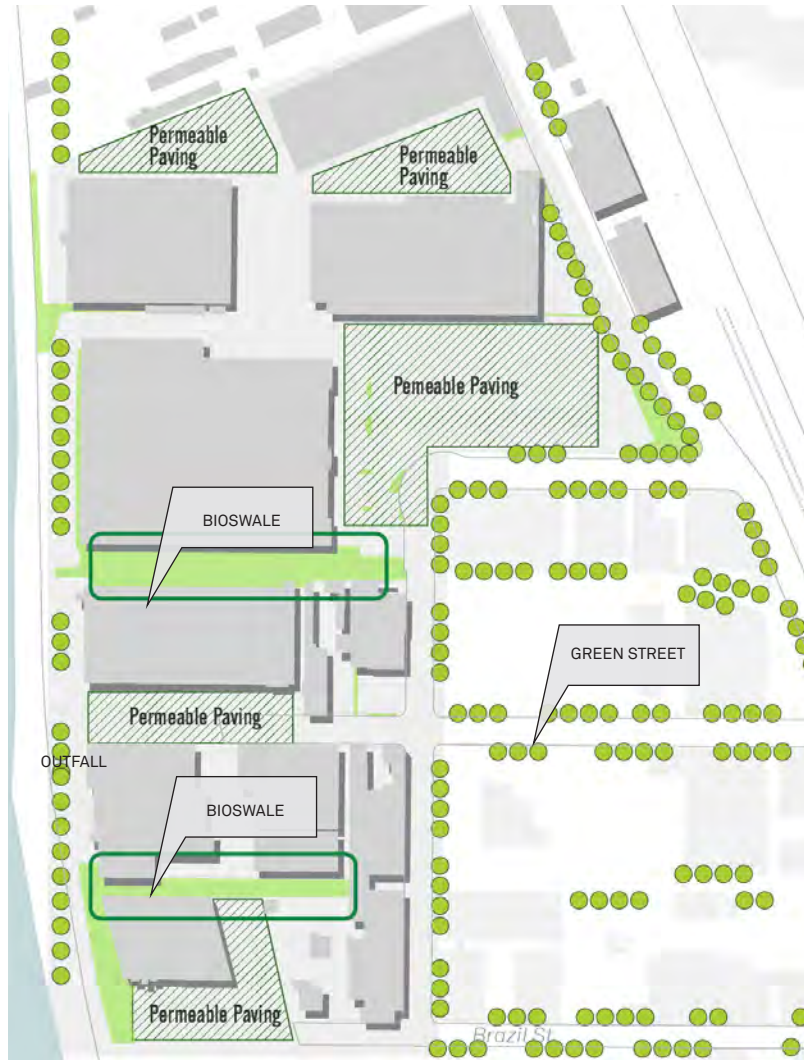 Permeable
Paving
Permeable
Paving
Pemeable Paving
BIOSWALE
GREEN STREET
Permeable Paving
OUTFALL
BIOSWALE
Permeable Paving
Brazil St.